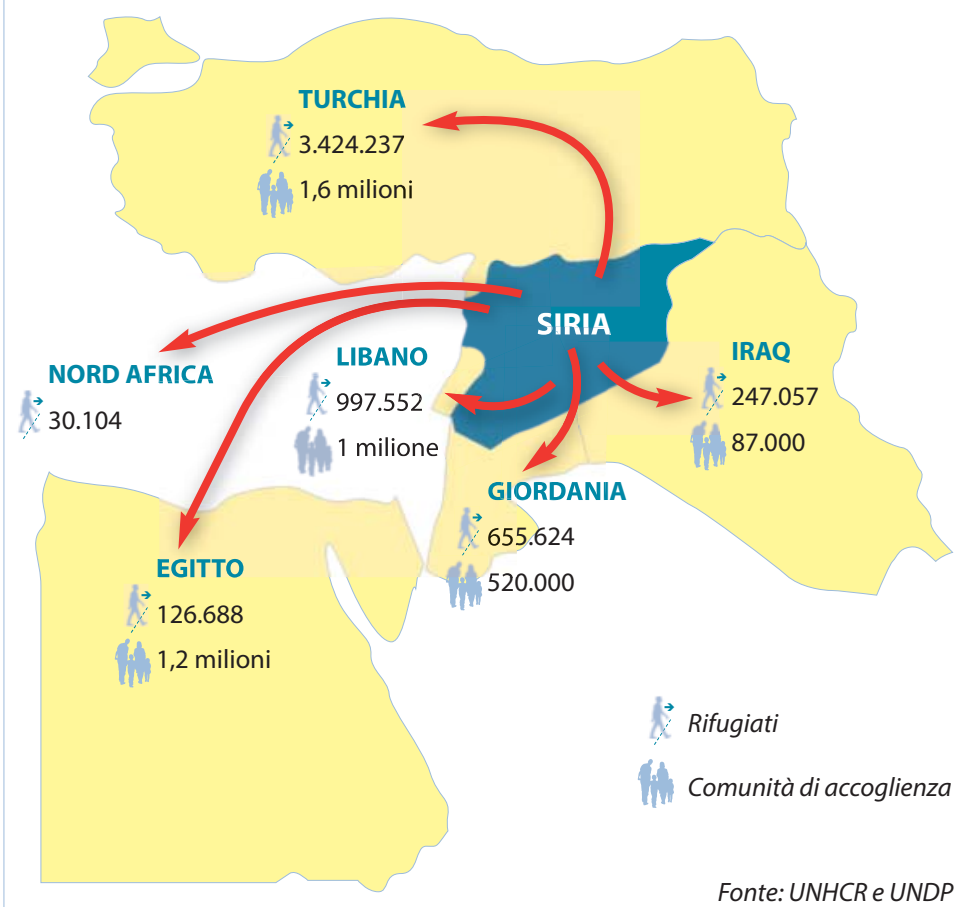 TURCHIA
3.424.237
1,6 milioni
SIRIA
NORD AFRICA
30.104
LIBANO
997.552
1 milione
IRAQ
247.057
87.000
GIORDANIA
655.624
520.000
EGITTO
126.688
1,2 milioni
Rifugiati
Comunità di accoglienza
Fonte: UNHCR e UNDP